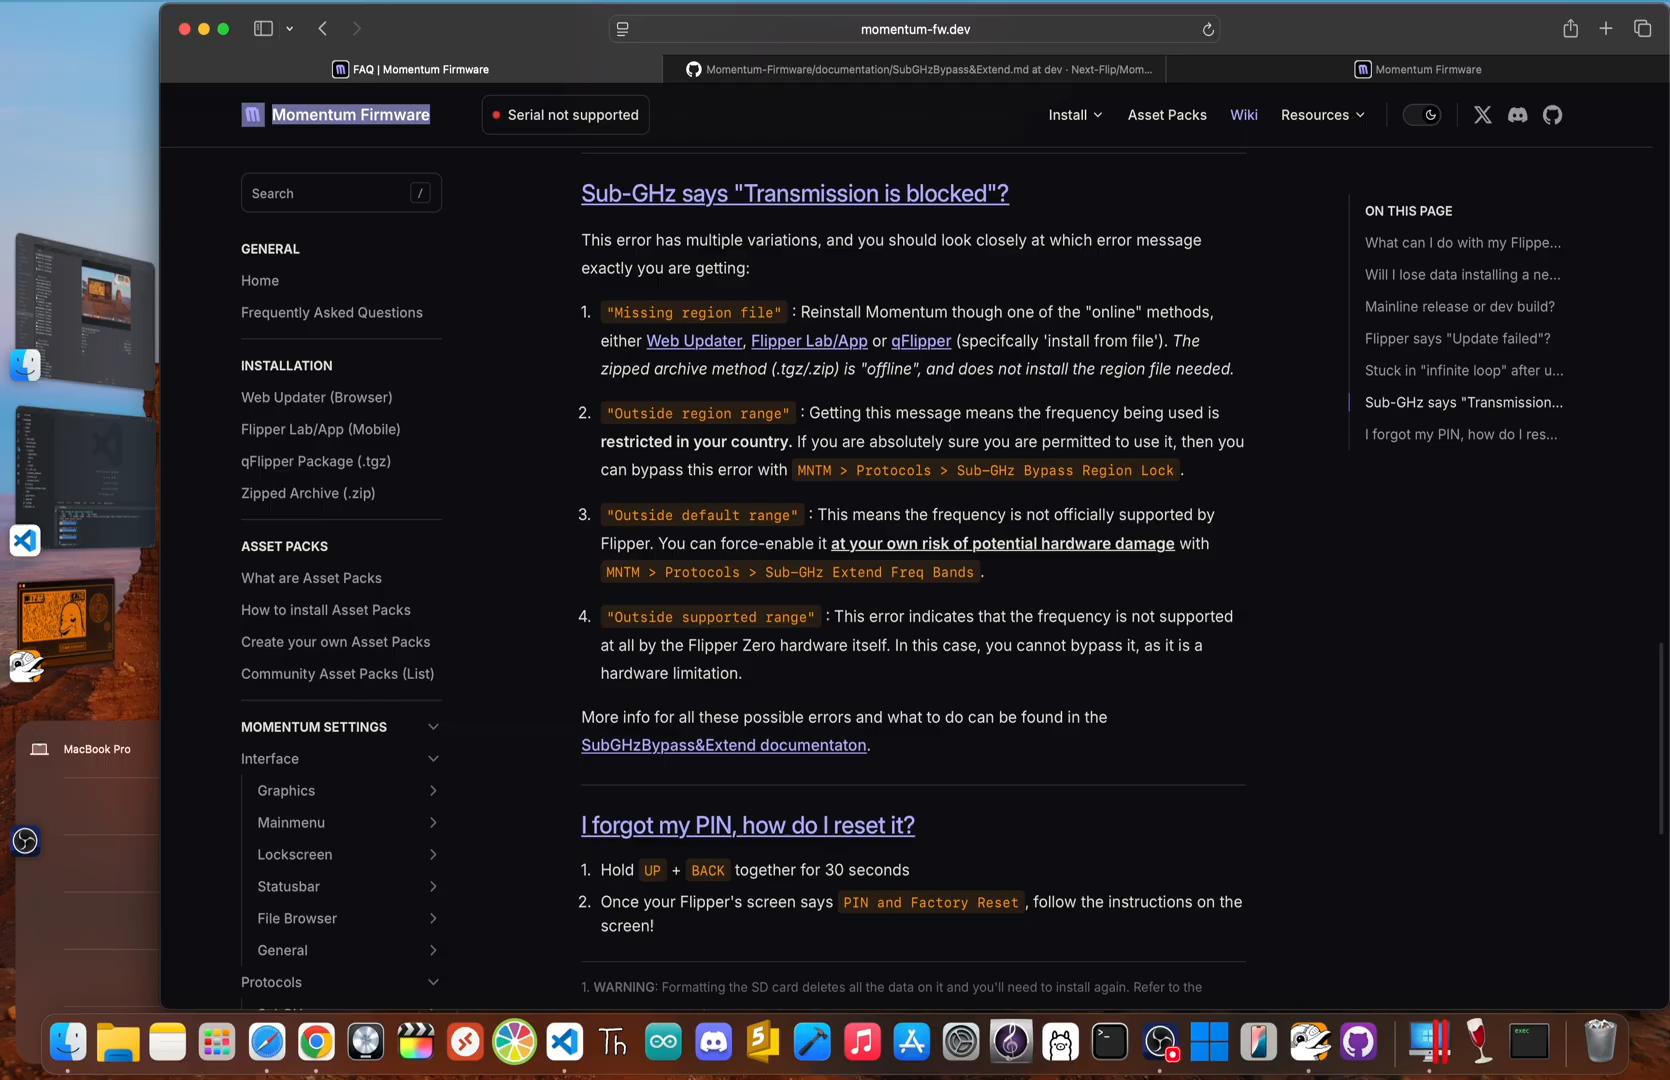 momentum-fw.dev
FAQ | Momentum Firmware
Momentum-Firmware/documentation/SubGHzBypass&Extend.md at dev · Next-Flip/Mom...
Momentum Firmware
Momentum Firmware
Serial not supported
Install
Asset Packs
Wiki
Resources
Search
/
GENERAL
Home
Frequently Asked Questions
INSTALLATION
Web Updater (Browser)
Flipper Lab/App (Mobile)
qFlipper Package (.tgz)
Zipped Archive (.zip)
ASSET PACKS
What are Asset Packs
How to install Asset Packs
Create your own Asset Packs
Community Asset Packs (List)
MOMENTUM SETTINGS
Interface
Graphics
Mainmenu
Lockscreen
Statusbar
File Browser
General
Protocols
Sub-GHz says "Transmission is blocked"?
This error has multiple variations, and you should look closely at which error message
exactly you are getting:
1. "Missing region file" : Reinstall Momentum though one of the "online" methods,
either Web Updater, Flipper Lab/App or qFlipper (specifcally 'install from file'). The
zipped archive method (.tgz/.zip) is "offline", and does not install the region file needed.
2. "Outside region range" : Getting this message means the frequency being used is
restricted in your country. If you are absolutely sure you are permitted to use it, then you
can bypass this error with MNTM > Protocols > Sub-GHz Bypass Region Lock.
3. "Outside default range" : This means the frequency is not officially supported by
Flipper. You can force-enable it at your own risk of potential hardware damage with
MNTM > Protocols > Sub-GHz Extend Freq Bands.
4. "Outside supported range" : This error indicates that the frequency is not supported
at all by the Flipper Zero hardware itself. In this case, you cannot bypass it, as it is a
hardware limitation.
More info for all these possible errors and what to do can be found in the
SubGHzBypass&Extend documentaton.
I forgot my PIN, how do I reset it?
1. Hold UP + BACK together for 30 seconds
2. Once your Flipper's screen says PIN and Factory Reset, follow the instructions on the
screen!
1. WARNING: Formatting the SD card deletes all the data on it and you'll need to install again. Refer to the
ON THIS PAGE
What can I do with my Flippe...
Will I lose data installing a ne...
Mainline release or dev build?
Flipper says "Update failed"?
Stuck in "infinite loop" after u...
Sub-GHz says "Transmission...
I forgot my PIN, how do I res...
MacBook Pro
Th
5
exec